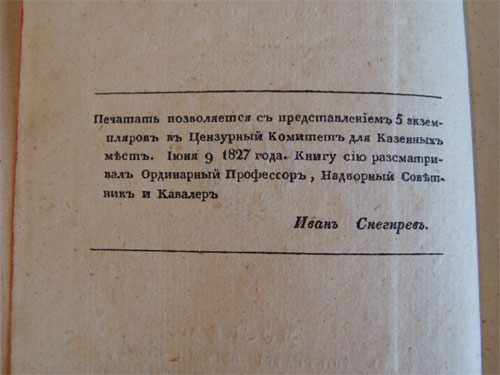 Печатать позволяется съ представленіемъ 5 экзем-
пляровъ въ Цензурный Комитетъ для Казенныхъ
мѣстъ. Іюня 9 1827 года. Книгу сію разсматри-
валъ Ординарный Профессоръ, Надворный Совѣт-
никъ и Кавалеръ
Иванъ Снегиревъ.